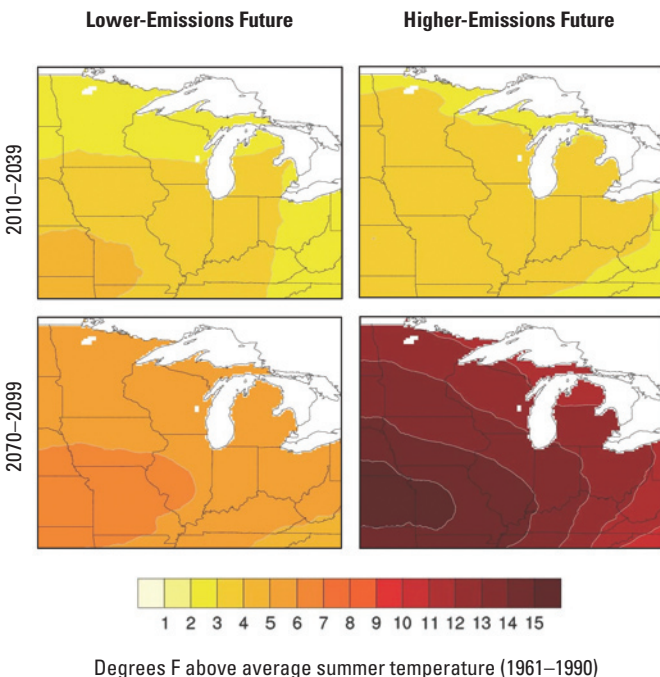 Lower-Emissions Future
Higher-Emissions Future
2010–2039
2070–2099
1 2 3 4 5 6 7 8 9 10 11 12 13 14 15
Degrees F above average summer temperature (1961–1990)